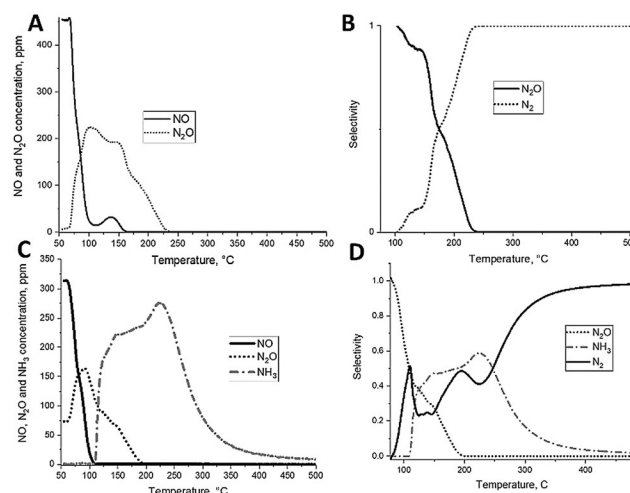 A
NO and N₂O concentration, ppm
400
300
200
100
0
NO
N₂O
50 100 150 200 250 300 350 400 450 500
Temperature, °C
B
Selectivity
1
0
N₂O
N₂
100 200 300 400 500
Temperature, °C
C
NO, N₂O and NH₃ concentration, ppm
350
300
250
200
150
100
50
0
NO
N₂O
NH₃
50 100 150 200 250 300 350 400 450 500
Temperature, °C
D
Selectivity
1.0
0.8
0.6
0.4
0.2
0.0
N₂O
NH₃
N₂
100 200 300 400
Temperature, C